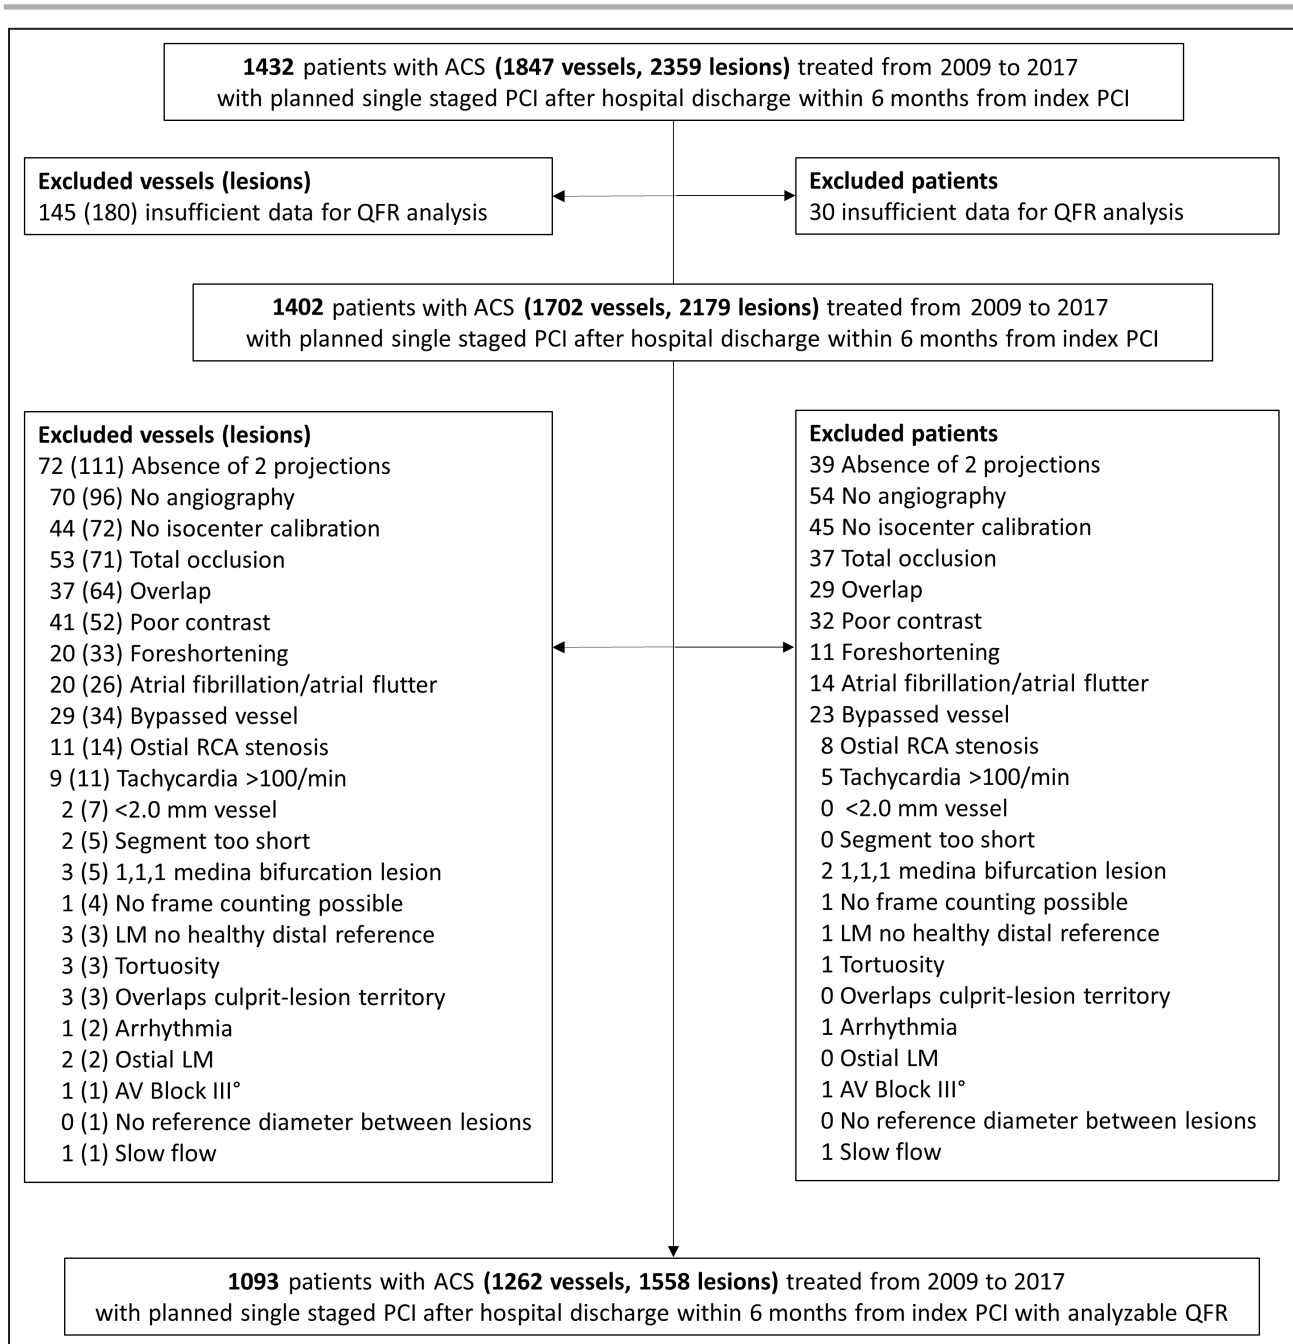 1432 patients with ACS (1847 vessels, 2359 lesions) treated from 2009 to 2017
with planned single staged PCI after hospital discharge within 6 months from index PCI
Excluded vessels (lesions)
145 (180) insufficient data for QFR analysis
Excluded patients
30 insufficient data for QFR analysis
1402 patients with ACS (1702 vessels, 2179 lesions) treated from 2009 to 2017
with planned single staged PCI after hospital discharge within 6 months from index PCI
Excluded vessels (lesions)
72 (111) Absence of 2 projections
70 (96) No angiography
44 (72) No isocenter calibration
53 (71) Total occlusion
37 (64) Overlap
41 (52) Poor contrast
20 (33) Foreshortening
20 (26) Atrial fibrillation/atrial flutter
29 (34) Bypassed vessel
11 (14) Ostial RCA stenosis
9 (11) Tachycardia >100/min
2 (7) <2.0 mm vessel
2 (5) Segment too short
3 (5) 1,1,1 medina bifurcation lesion
1 (4) No frame counting possible
3 (3) LM no healthy distal reference
3 (3) Tortuosity
3 (3) Overlaps culprit-lesion territory
1 (2) Arrhythmia
2 (2) Ostial LM
1 (1) AV Block III°
0 (1) No reference diameter between lesions
1 (1) Slow flow
Excluded patients
39 Absence of 2 projections
54 No angiography
45 No isocenter calibration
37 Total occlusion
29 Overlap
32 Poor contrast
11 Foreshortening
14 Atrial fibrillation/atrial flutter
23 Bypassed vessel
8 Ostial RCA stenosis
5 Tachycardia >100/min
0 <2.0 mm vessel
0 Segment too short
2 1,1,1 medina bifurcation lesion
1 No frame counting possible
1 LM no healthy distal reference
1 Tortuosity
0 Overlaps culprit-lesion territory
1 Arrhythmia
0 Ostial LM
1 AV Block III°
0 No reference diameter between lesions
1 Slow flow
1093 patients with ACS (1262 vessels, 1558 lesions) treated from 2009 to 2017
with planned single staged PCI after hospital discharge within 6 months from index PCI with analyzable QFR